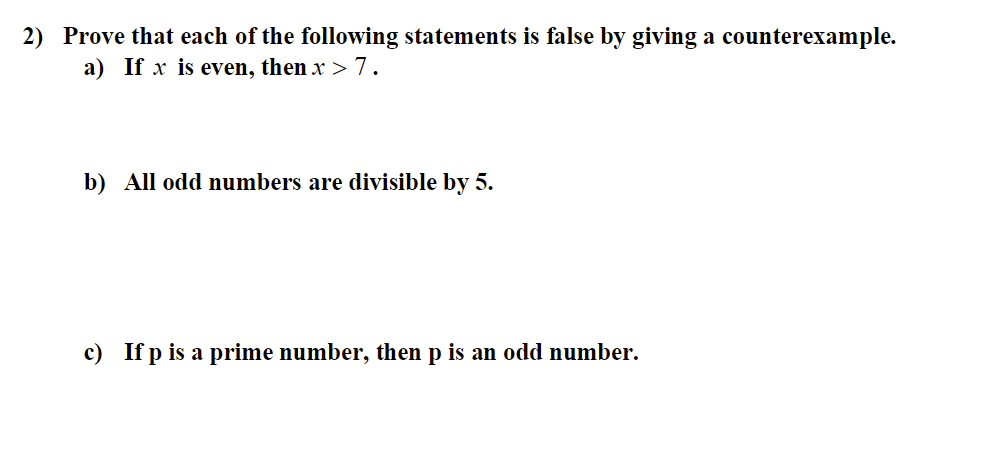 2) Prove that each of the following statements is false by giving a counterexample.
a) If x is even, then x > 7.
b) All odd numbers are divisible by 5.
c) If p is a prime number, then p is an odd number.